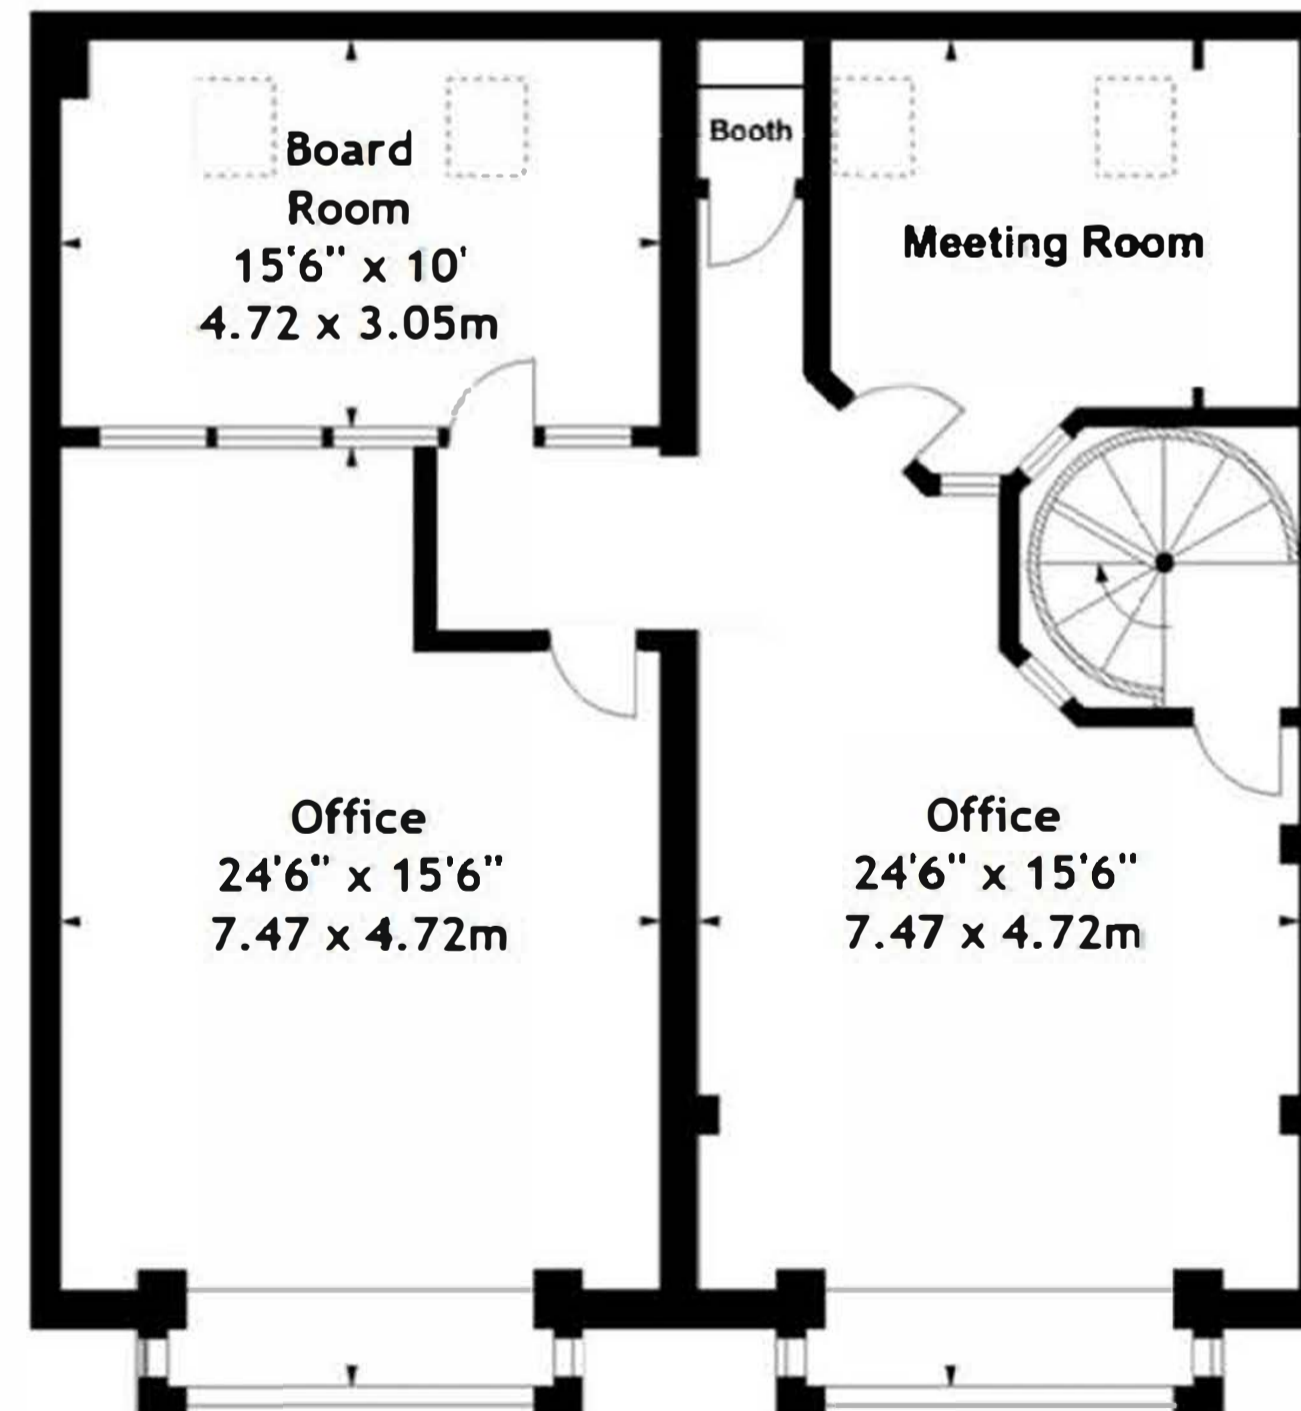 Board
Room
15'6" x 10'
4.72 x 3.05m
Booth
Meeting Room
Office
24'6" x 15'6"
7.47 x 4.72m
Office
24'6" x 15'6"
7.47 x 4.72m